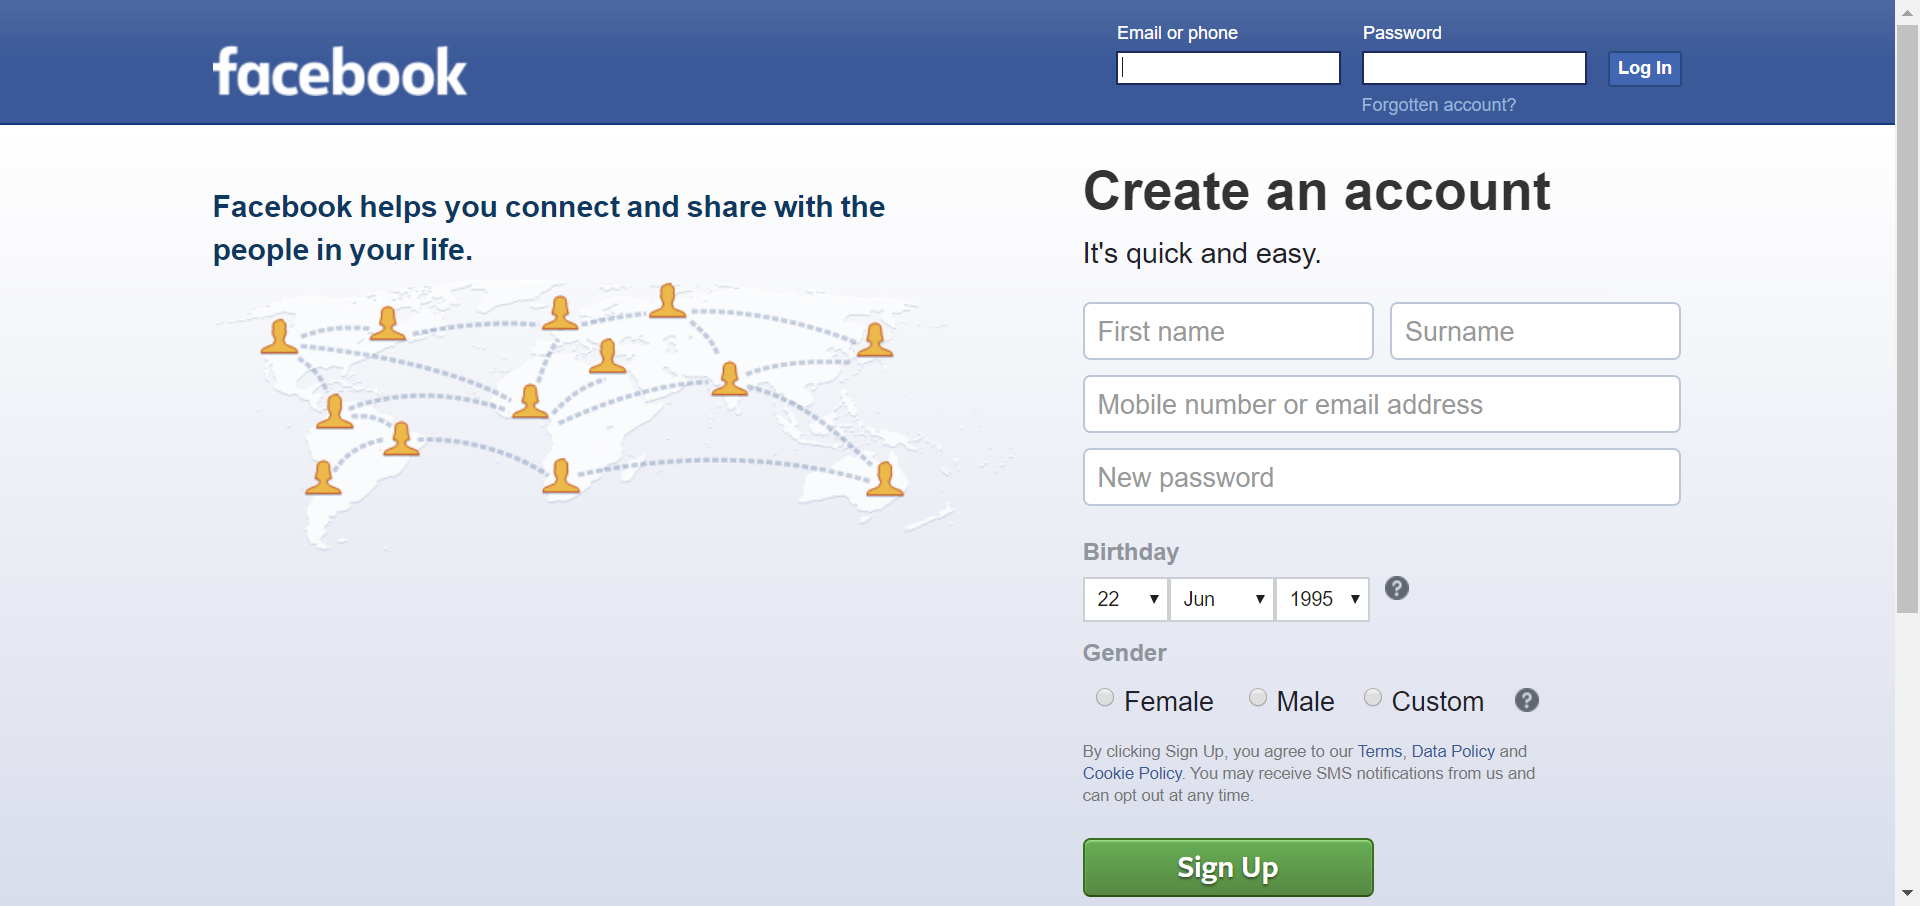 facebook
Email or phone
Password
Log In
Forgotten account?
Facebook helps you connect and share with the
people in your life.
Create an account
It's quick and easy.
First name
Surname
Mobile number or email address
New password
Birthday
22
Jun
1995
?
Gender
Female
Male
Custom
?
By clicking Sign Up, you agree to our Terms, Data Policy and
Cookie Policy. You may receive SMS notifications from us and
can opt out at any time.
Sign Up